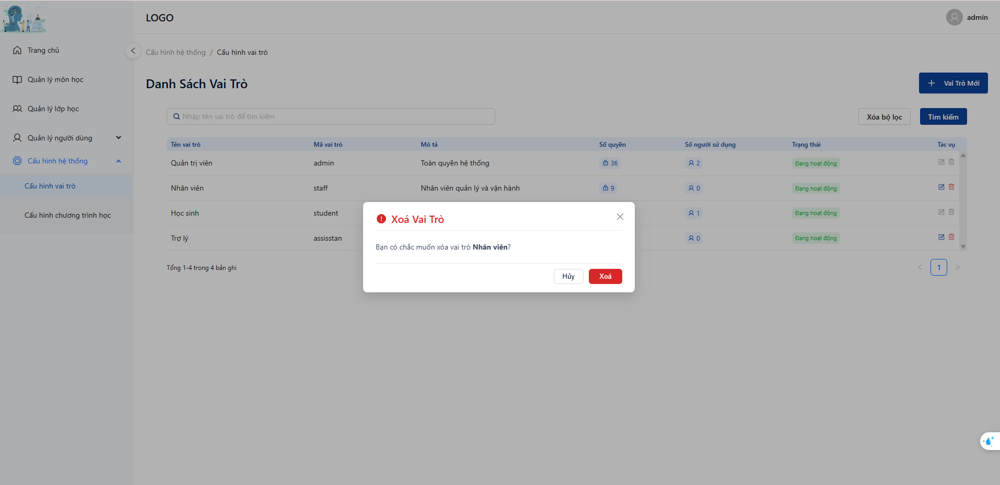 LOGO
admin
Trang chủ
Quản lý môn học
Quản lý lớp học
Quản lý người dùng
Cấu hình hệ thống
Cấu hình vai trò
Cấu hình chương trình học
Cấu hình hệ thống / Cấu hình vai trò
Danh Sách Vai Trò
+ Vai Trò Mới
Nhập tên vai trò để tìm kiếm
Xóa bộ lọc
Tìm kiếm
Tên vai trò Mã vai trò Mô tả Số quyền Số người sử dụng Trạng thái Tác vụ
Quản trị viên admin Toàn quyền hệ thống 36 2 Đang hoạt động
Nhân viên staff Nhân viên quản lý và vận hành 9 0 Đang hoạt động
Học sinh student 1 Đang hoạt động
Trợ lý assisstan 0 Đang hoạt động
Tổng 1-4 trong 4 bản ghi
1
Xoá Vai Trò
Bạn có chắc muốn xóa vai trò Nhân viên?
Hủy
Xoá